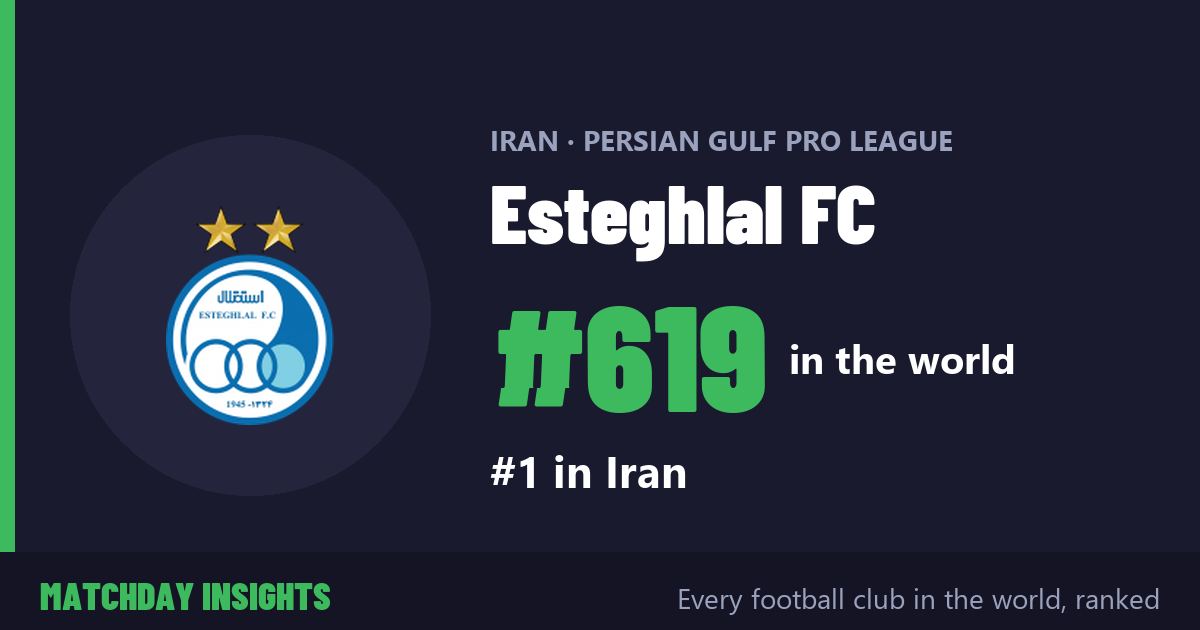 IRAN · PERSIAN GULF PRO LEAGUE
Esteghlal FC
#619 in the world
#1 in Iran
استقلال
ESTEGHLAL F.C
1945 - ۱۳۲۴
MATCHDAY INSIGHTS
Every football club in the world, ranked